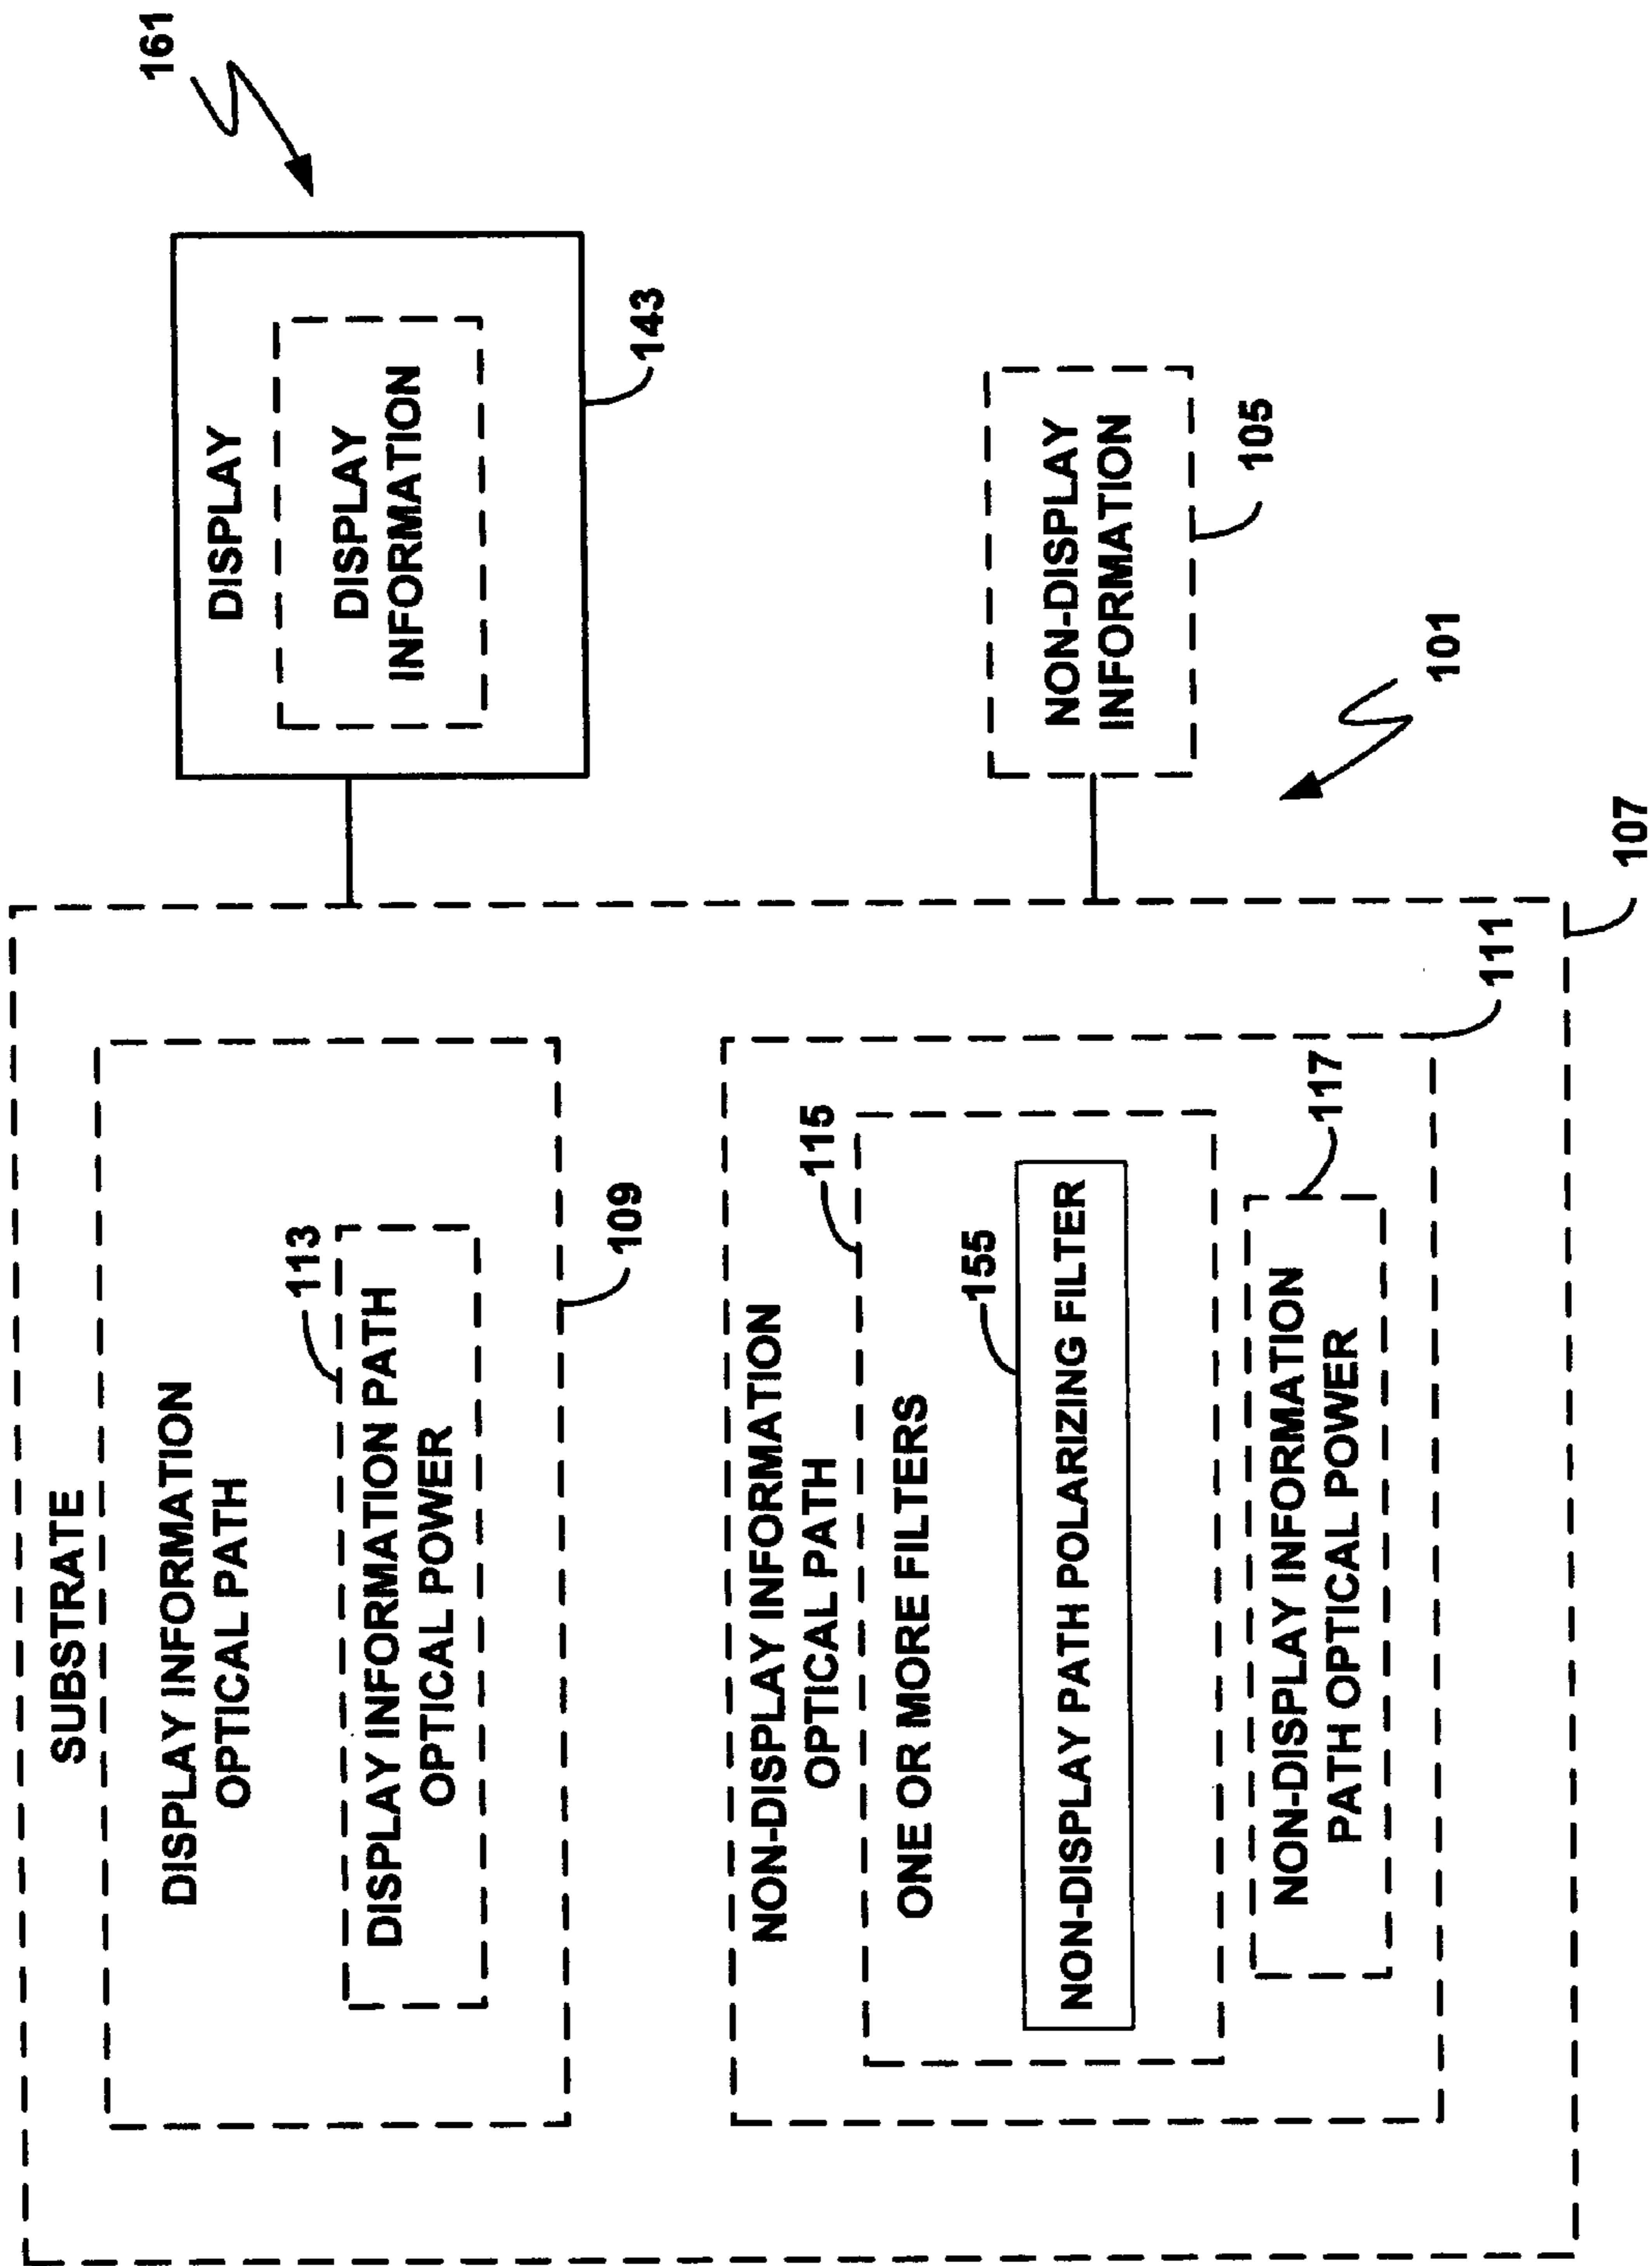 161
DISPLAY
DISPLAY
INFORMATION
143
NON-DISPLAY
INFORMATION
105
101
107
SUBSTRATE
DISPLAY INFORMATION
OPTICAL PATH
113
DISPLAY INFORMATION PATH
OPTICAL POWER
109
111
NON-DISPLAY INFORMATION
OPTICAL PATH
115
ONE OR MORE FILTERS
155
NON-DISPLAY PATH POLARIZING FILTER
117
NON-DISPLAY INFORMATION
PATH OPTICAL POWER